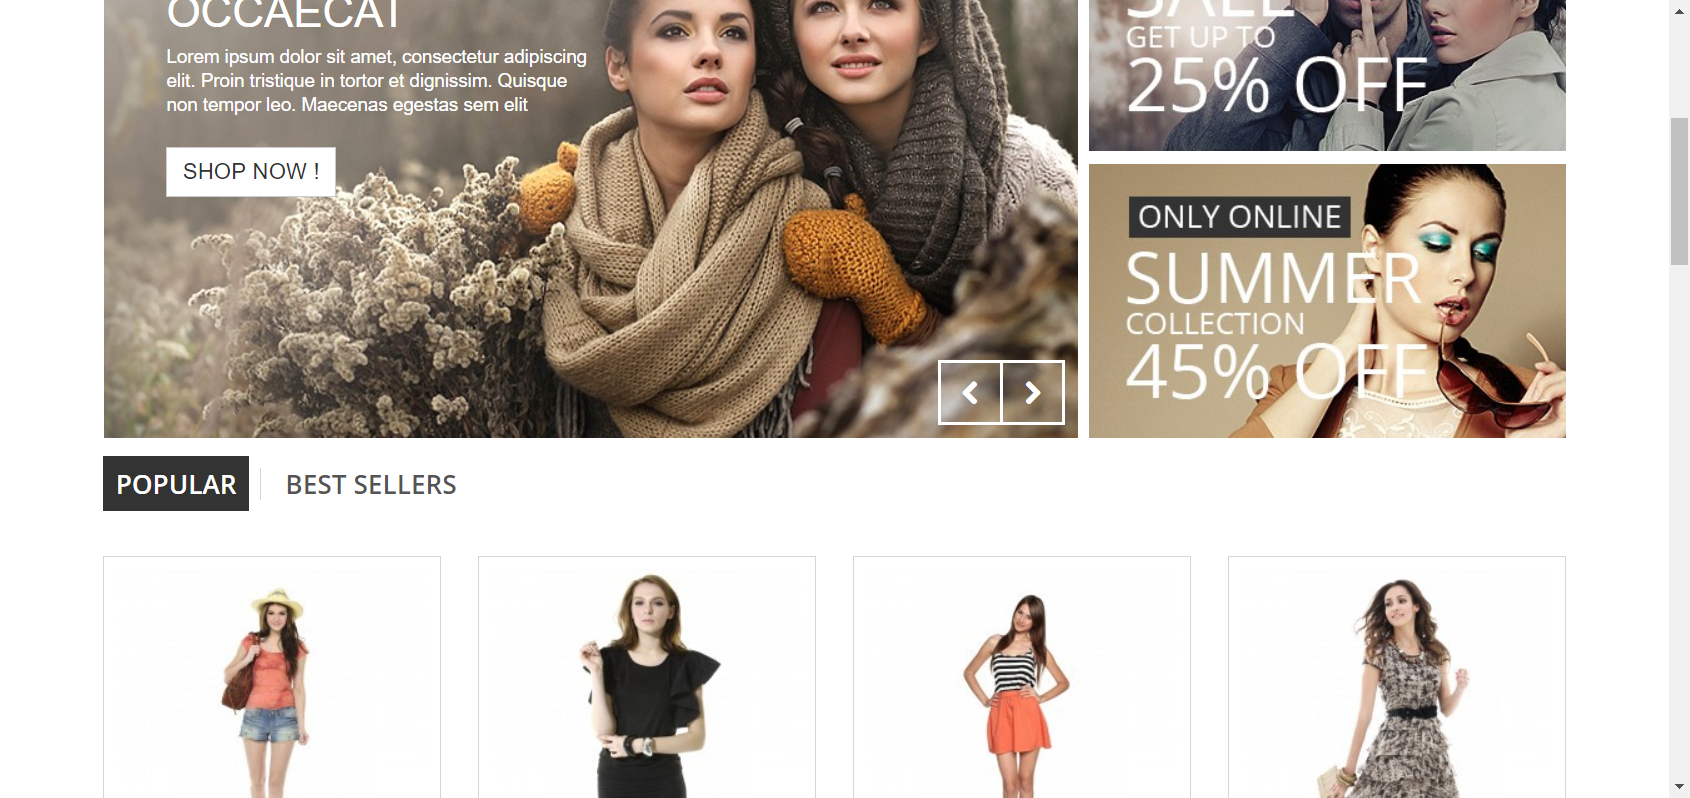 OCCAECAT
Lorem ipsum dolor sit amet, consectetur adipiscing
elit. Proin tristique in tortor et dignissim. Quisque
non tempor leo. Maecenas egestas sem elit
SHOP NOW !
SALE
GET UP TO
25% OFF
ONLY ONLINE
SUMMER
COLLECTION
45% OFF
POPULAR
BEST SELLERS